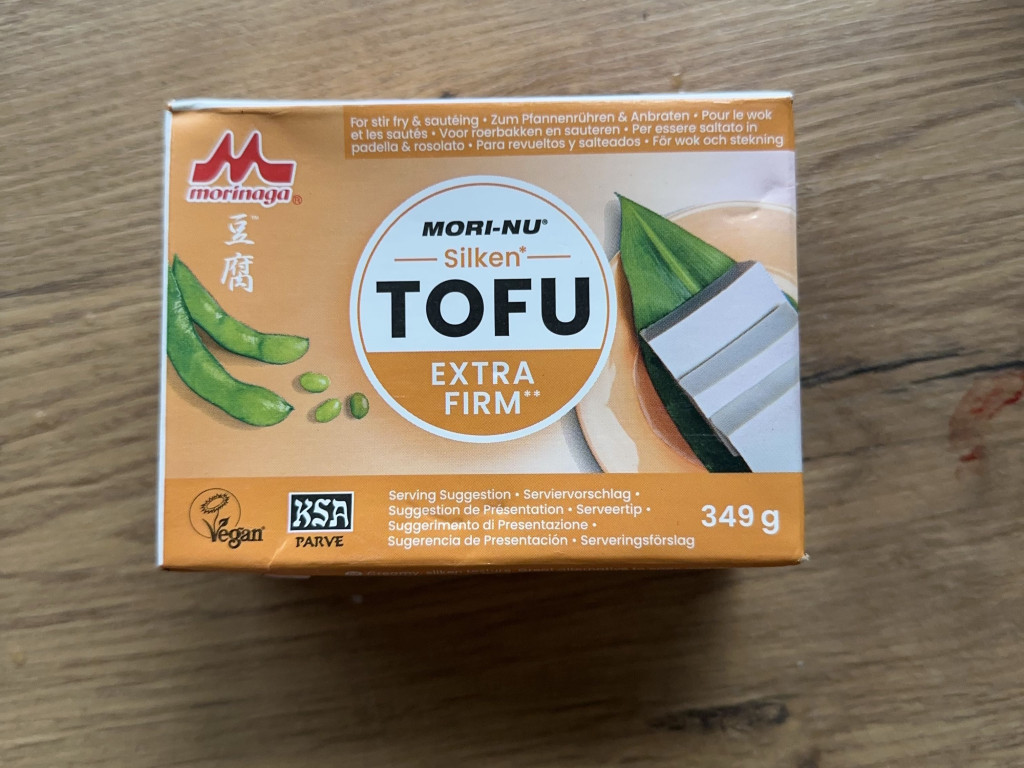 For stir fry & sautéing • Zum Pfannenrühren & Anbraten • Pour le wok
et les sautés • Voor roerbakken en sauteren • Per essere saltato in
padella & rosolato • Para revueltos y salteados • För wok och stekning
morinaga®
豆™
腐
MORI-NU®
Silken*
TOFU
EXTRA
FIRM**
Vegan
KSA
PARVE
Serving Suggestion • Serviervorschlag •
Suggestion de Présentation • Serveertip •
Suggerimento di Presentazione •
Sugerencia de Presentación • Serveringsförslag
349 g